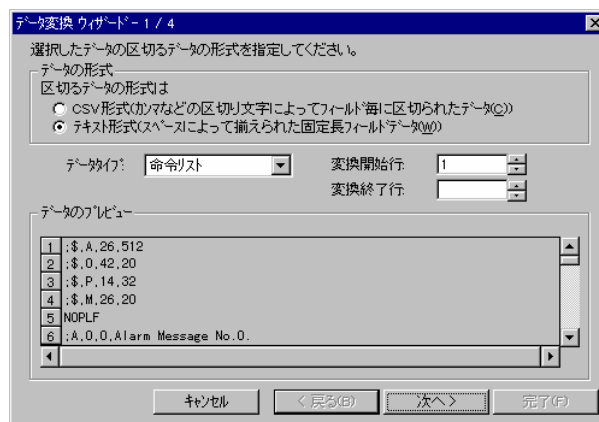 データ変換 ウィザード - 1 / 4
選択したデータの区切るデータの形式を指定してください。
データの形式
区切るデータの形式は
CSV形式(カンマなどの区切り文字によってフィールド毎に区切られたデータ(C))
テキスト形式(スペースによって揃えられた固定長フィールドデータ(W))
データタイプ: 命令リスト 変換開始行: 1
変換終了行:
データのプレビュー
1 ;$,A,26,512
2 ;$,O,42,20
3 ;$,P,14,32
4 ;$,M,26,20
5 NOPLF
6 ;A,0,0,Alarm Message No.0.
キャンセル < 戻る(B) 次へ > 完了(F)